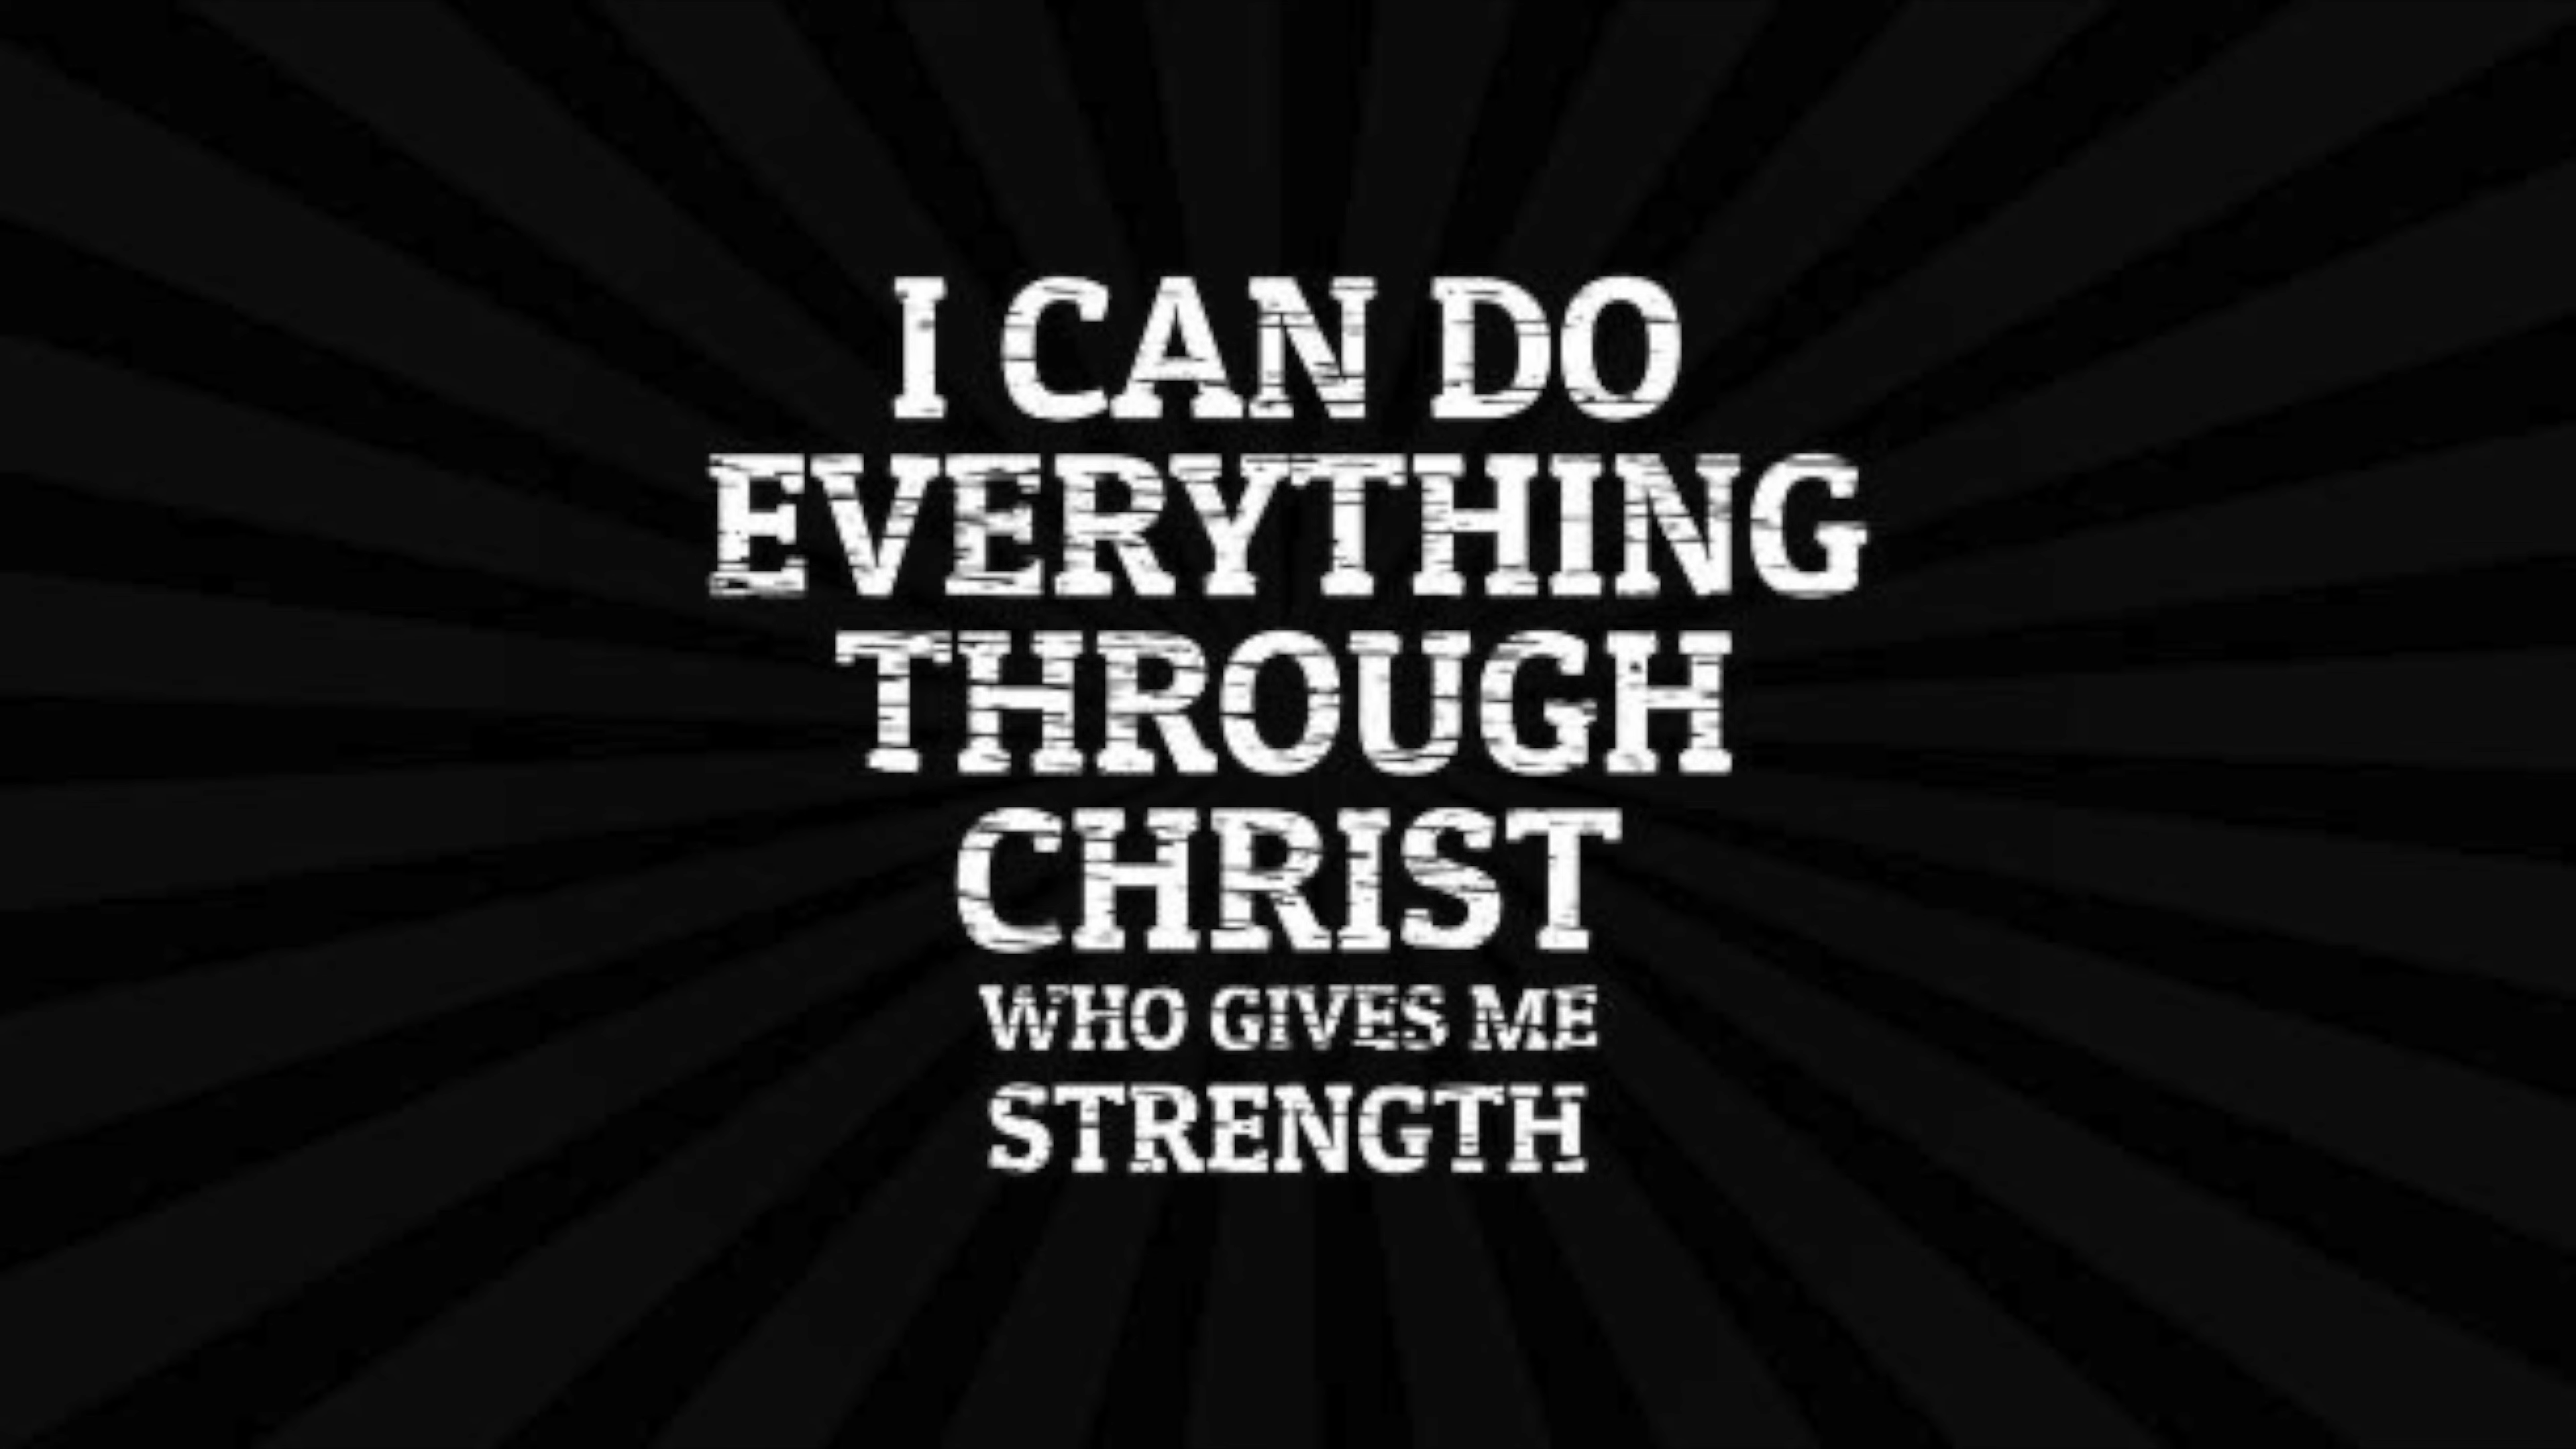 I CAN DO
EVERYTHING
THROUGH
CHRIST
WHO GIVES ME
STRENGTH